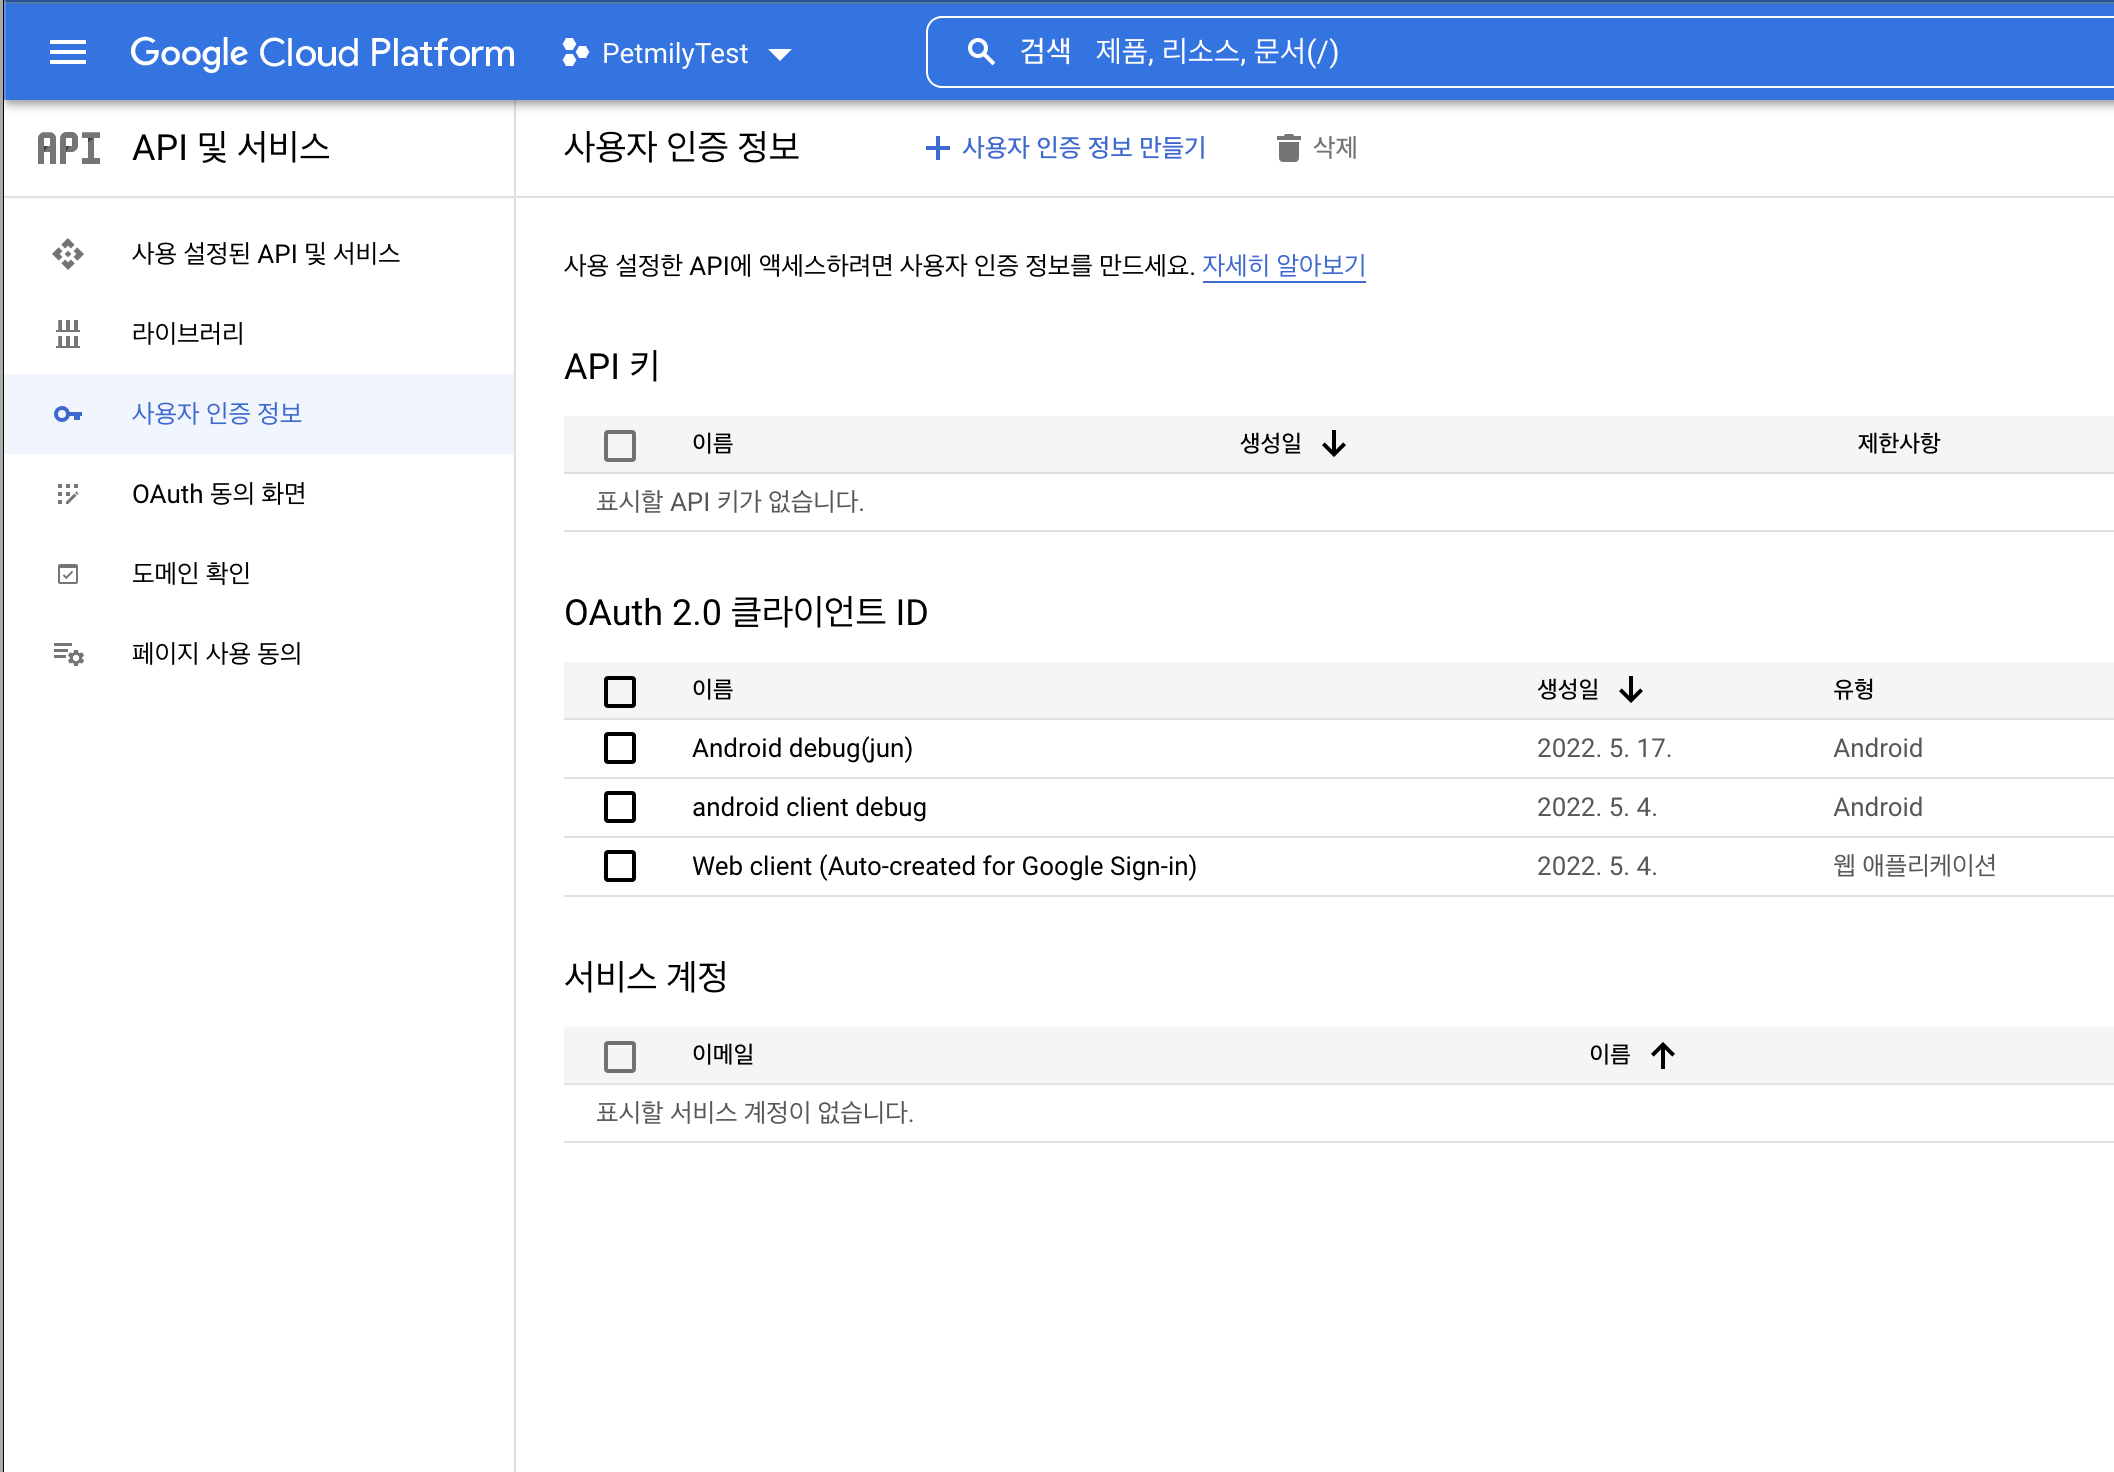 Google Cloud Platform PetmilyTest 검색 제품, 리소스, 문서(/)
API API 및 서비스
사용 설정된 API 및 서비스
라이브러리
사용자 인증 정보
OAuth 동의 화면
도메인 확인
페이지 사용 동의
사용자 인증 정보 + 사용자 인증 정보 만들기 삭제
사용 설정한 API에 액세스하려면 사용자 인증 정보를 만드세요. 자세히 알아보기
API 키
이름 생성일 제한사항
표시할 API 키가 없습니다.
OAuth 2.0 클라이언트 ID
이름 생성일 유형
Android debug(jun) 2022. 5. 17. Android
android client debug 2022. 5. 4. Android
Web client (Auto-created for Google Sign-in) 2022. 5. 4. 웹 애플리케이션
서비스 계정
이메일 이름
표시할 서비스 계정이 없습니다.